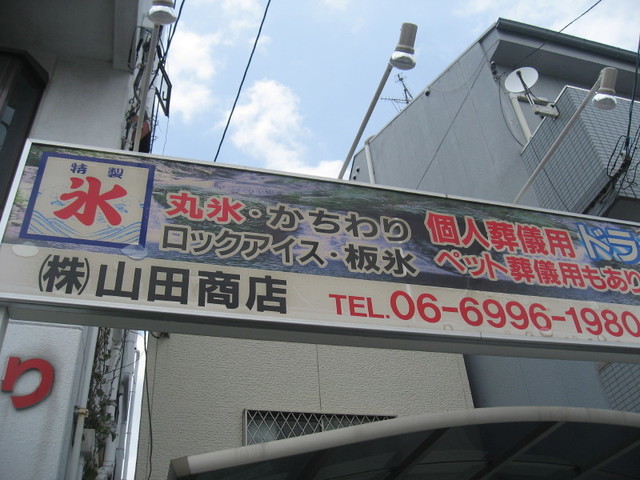 特製
氷
丸氷・かちわり
ロックアイス・板氷
個人葬儀用ドラ
ペット葬儀用もあり
㈱山田商店
TEL.06-6996-1980
り